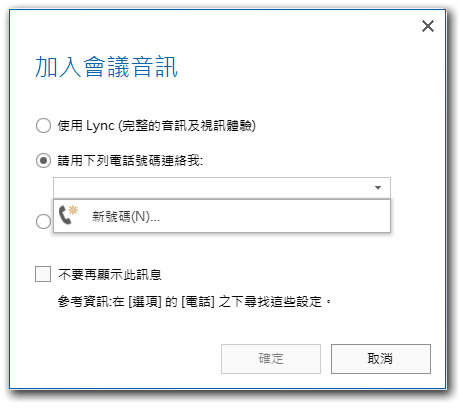 加入會議音訊
使用 Lync (完整的音訊及視訊體驗)
請用下列電話號碼連絡我:
新號碼(N)...
不要再顯示此訊息
參考資訊:在 [選項] 的 [電話] 之下尋找這些設定。
確定
取消